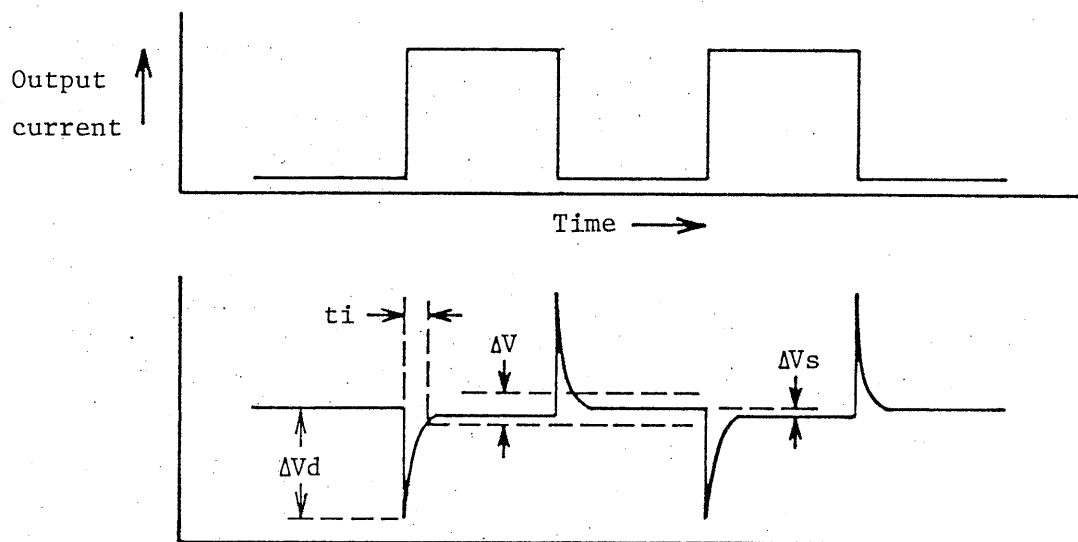 Output
current
Time
ti
ΔV
ΔVs
ΔVd